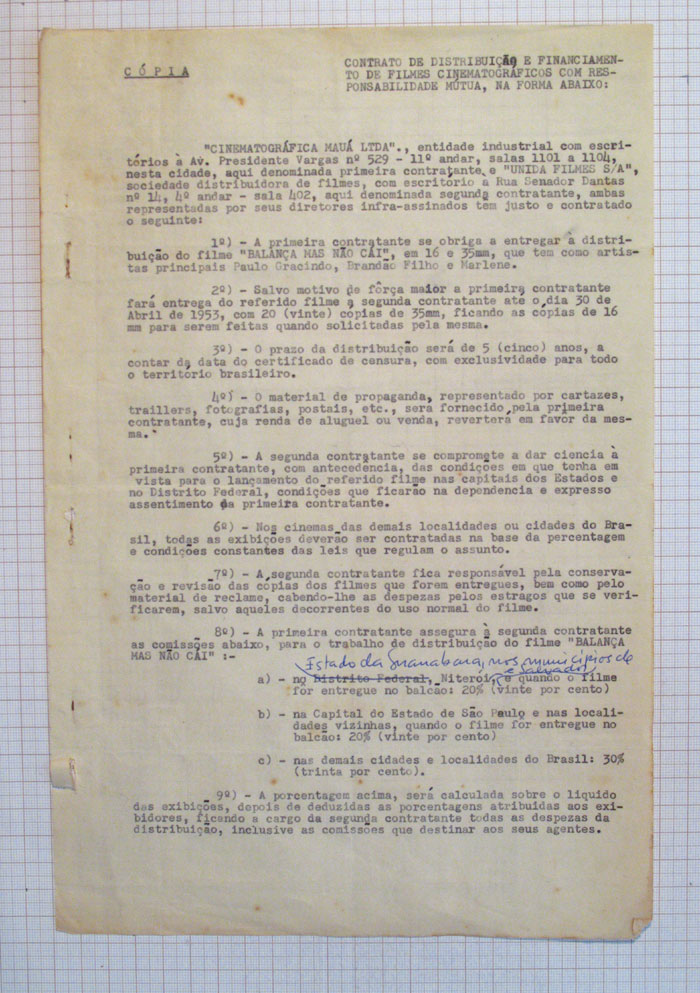 CÓPIA
CONTRATO DE DISTRIBUIÇÃO E FINANCIAMEN-
TO DE FILMES CINEMATOGRÁFICOS COM RES-
PONSABILIDADE MÚTUA, NA FORMA ABAIXO:
"CINEMATOGRÁFICA MAUÁ LTDA"., entidade industrial com escri-
tórios à Av. Presidente Vargas nº 529 - 11º andar, salas 1101 a 1104,
nesta cidade, aqui denominada primeira contratante, e "UNIDA FILMES S/A",
sociedade distribuidora de filmes, com escritorio a Rua Senador Dantas
nº 14, 4º andar - sala 402, aqui denominada segunda contratante, ambas
representadas por seus diretores infra-assinados tem justo e contratado
o seguinte:
1º) - A primeira contratante se obriga a entregar à distri-
buição do filme "BALANÇA MAS NÃO CAI", em 16 e 35mm, que tem como artis-
tas principais Paulo Gracindo, Brandão Filho e Marlene.
2º) - Salvo motivo de fôrça maior a primeira contratante
fará entrega do referido filme a segunda contratante até o dia 30 de
Abril de 1953, com 20 (vinte) cópias de 35mm, ficando as cópias de 16
mm para serem feitas quando solicitadas pela mesma.
3º) - O prazo da distribuição será de 5 (cinco) anos, a
contar da data do certificado de censura, com exclusividade para todo
o território brasileiro.
4º) - O material de propaganda, representado por cartazes,
traillers, fotografias, postais, etc., sera fornecido pela primeira
contratante, cuja renda de aluguel ou venda, reverterá em favor da mes-
ma.
5º) - A segunda contratante se compromete a dar ciencia à
primeira contratante, com antecedencia, das condições em que tenha em
vista para o lançamento do referido filme nas capitais dos Estados e
no Distrito Federal, condições que ficarão na dependencia e expresso
assentimento da primeira contratante.
6º) - Nos cinemas das demais localidades ou cidades do Bra-
sil, todas as exibições deverão ser contratadas na base da percentagem
e condições constantes das leis que regulam o assunto.
7º) - A segunda contratante fica responsável pela conserva-
ção e revisão das cópias dos filmes que forem entregues, bem como pelo
material de reclame, cabendo-lhe as despezas pelos estragos que se veri-
ficarem, salvo aqueles decorrentes do uso normal do filme.
8º) - A primeira contratante assegura à segunda contratante
as comissões abaixo, para o trabalho de distribuição do filme "BALANÇA
MAS NÃO CAI" :-
Estado da Guanabara, nos municípios de
e Salvador
a) - no Distrito Federal, Niteroi, e quando o filme
for entregue no balcão: 20% (vinte por cento)
b) - na Capital do Estado de São Paulo e nas locali-
dades vizinhas, quando o filme for entregue no
balcão: 20% (vinte por cento)
c) - nas demais cidades e localidades do Brasil: 30%
(trinta por cento).
9º) - A porcentagem acima, será calculada sobre o liquido
das exibições, depois de deduzidas as porcentagens atribuidas aos exi-
bidores, ficando a cargo da segunda contratante todas as despezas da
distribuição, inclusive as comissões que destinar aos seus agentes.